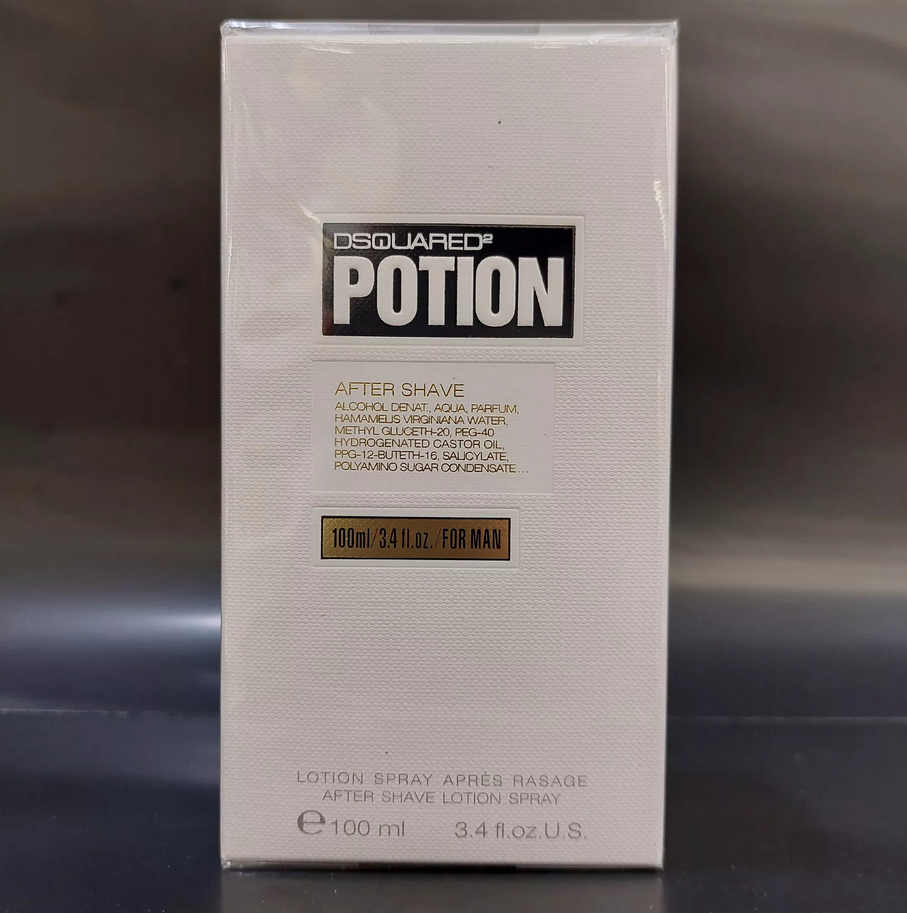 DSQUARED²
POTION
AFTER SHAVE
ALCOHOL DENAT., AQUA, PARFUM,
HAMAMELIS VIRGINIANA WATER,
METHYL GLUCETH-20, PEG-40
HYDROGENATED CASTOR OIL,
PPG-12-BUTETH-16, SALICYLATE,
POLYAMINO SUGAR CONDENSATE...
100ml/3.4 fl.oz./FOR MAN
LOTION SPRAY APRÈS RASAGE
AFTER SHAVE LOTION SPRAY
℮ 100 ml 3.4 fl.oz.U.S.